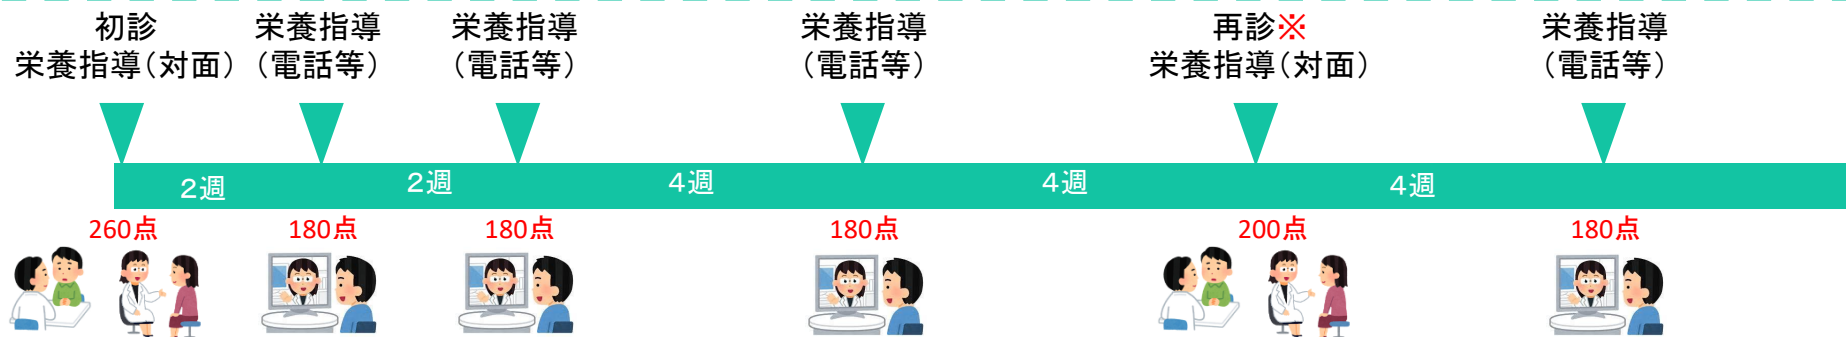 初診
栄養指導(対面)
栄養指導
(電話等)
栄養指導
(電話等)
栄養指導
(電話等)
再診※
栄養指導(対面)
栄養指導
(電話等)
2週
2週
4週
4週
4週
260点
180点
180点
180点
200点
180点